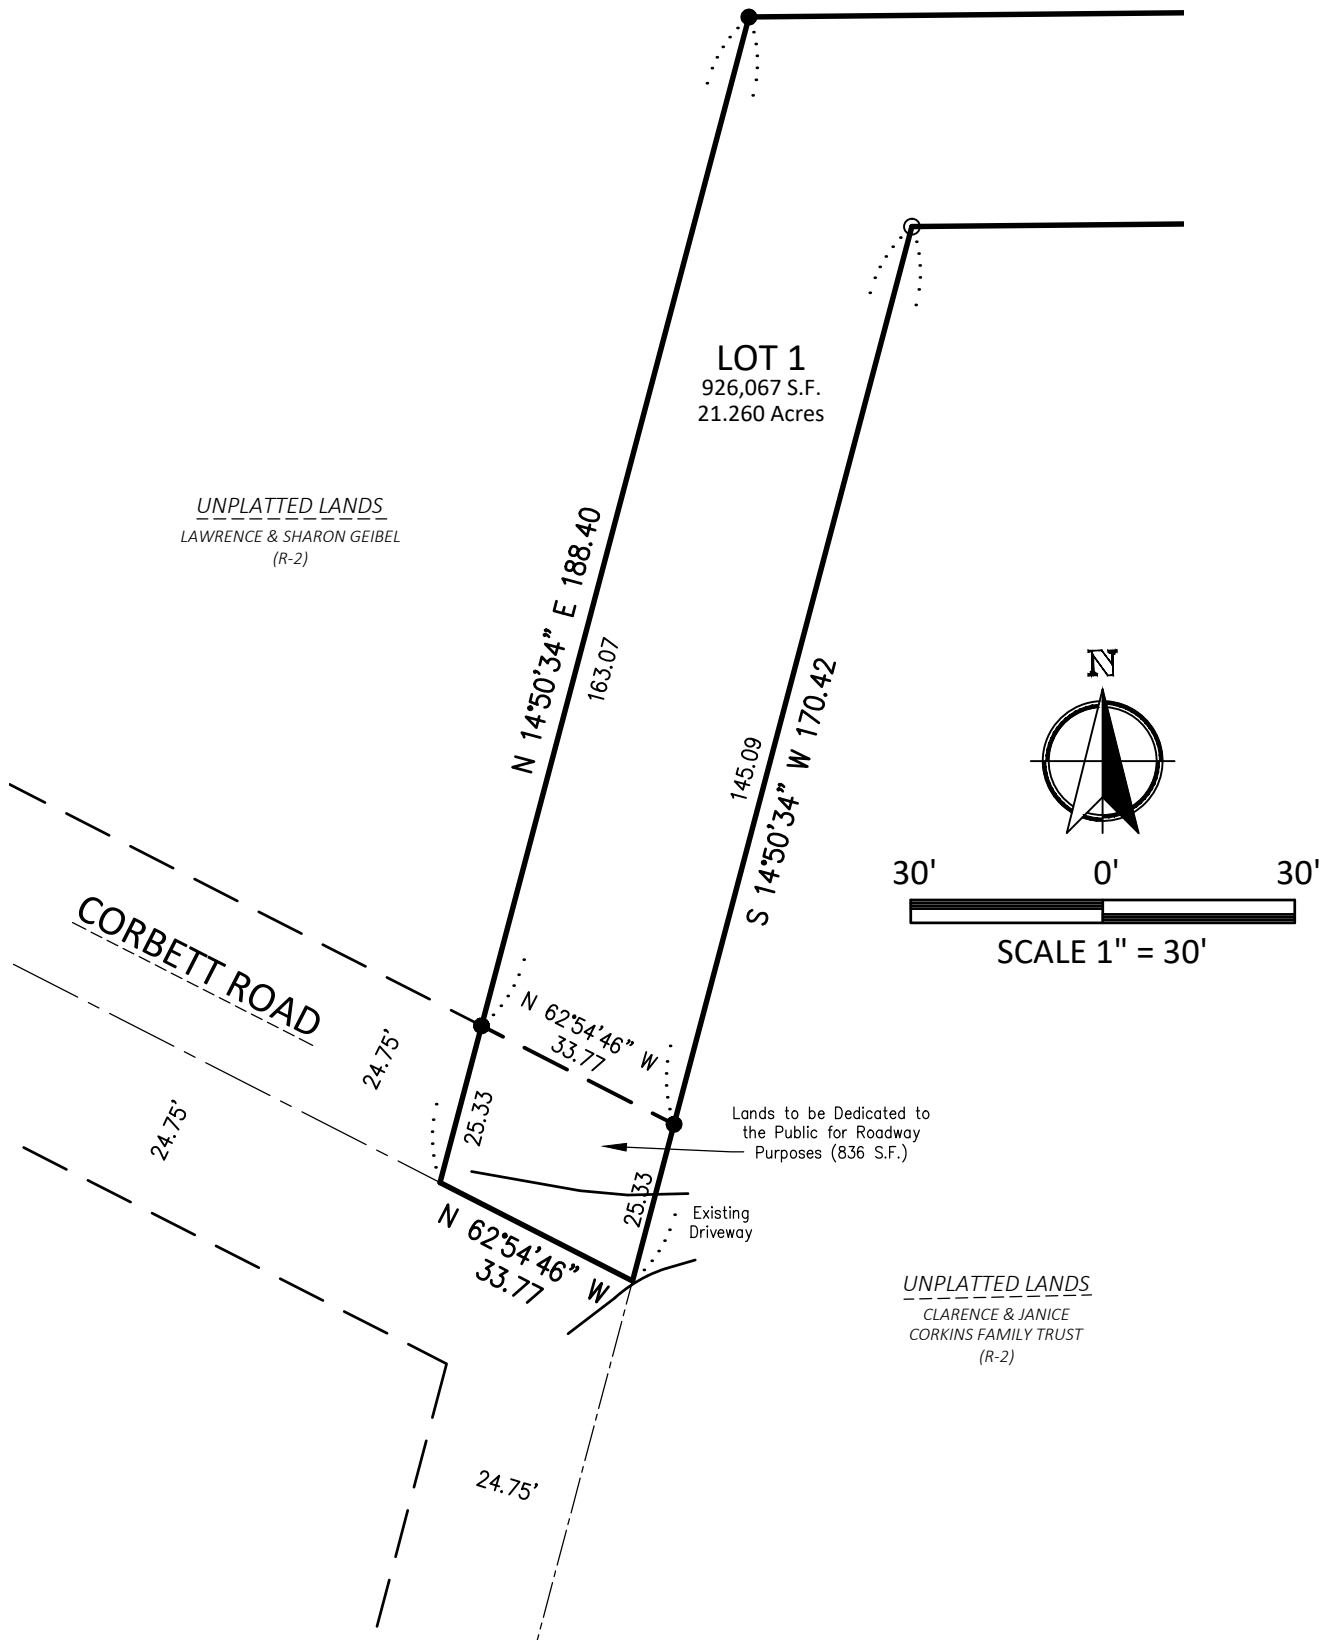 LOT 1
926,067 S.F.
21.260 Acres
UNPLATTED LANDS
LAWRENCE & SHARON GEIBEL
(R-2)
N 14°50'34" E 188.40
163.07
S 14°50'34" W 170.42
145.09
N
30' 0' 30'
SCALE 1" = 30'
CORBETT ROAD
24.75'
24.75'
N 62°54'46" W
33.77
25.33
Lands to be Dedicated to
the Public for Roadway
Purposes (836 S.F.)
25.33
Existing
Driveway
N 62°54'46" W
33.77
UNPLATTED LANDS
CLARENCE & JANICE
CORKINS FAMILY TRUST
(R-2)
24.75'